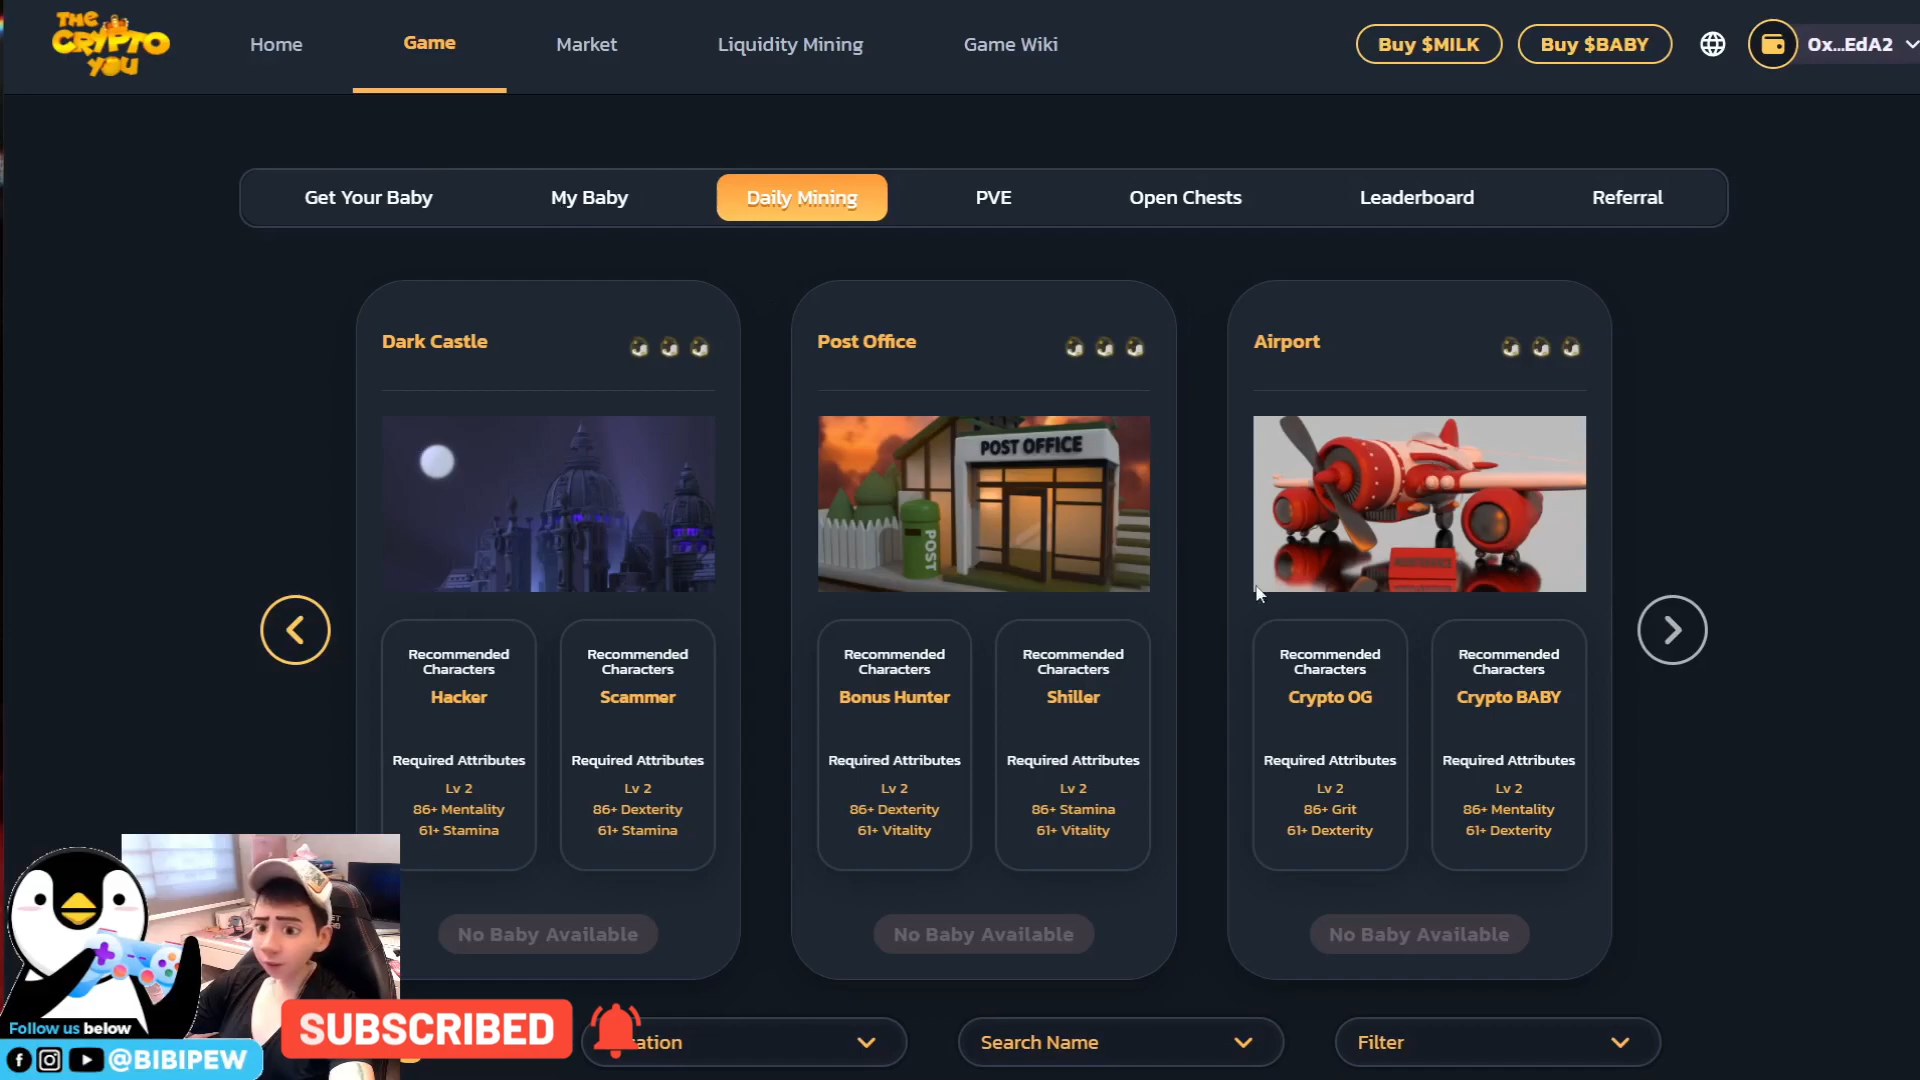 THE
CRYPTO
YOU
Home
Game
Market
Liquidity Mining
Game Wiki
Buy $MILK
Buy $BABY
0x...EdA2
Get Your Baby
My Baby
Daily Mining
PVE
Open Chests
Leaderboard
Referral
Dark Castle
Post Office
Airport
POST OFFICE
POST
Recommended
Characters
Hacker
Required Attributes
Lv 2
86+ Mentality
61+ Stamina
Recommended
Characters
Scammer
Required Attributes
Lv 2
86+ Dexterity
61+ Stamina
Recommended
Characters
Bonus Hunter
Required Attributes
Lv 2
86+ Dexterity
61+ Vitality
Recommended
Characters
Shiller
Required Attributes
Lv 2
86+ Stamina
61+ Vitality
Recommended
Characters
Crypto OG
Required Attributes
Lv 2
86+ Grit
61+ Dexterity
Recommended
Characters
Crypto BABY
Required Attributes
Lv 2
86+ Mentality
61+ Dexterity
No Baby Available
No Baby Available
No Baby Available
Follow us below
@BIBIPEW
SUBSCRIBED
ation
Search Name
Filter